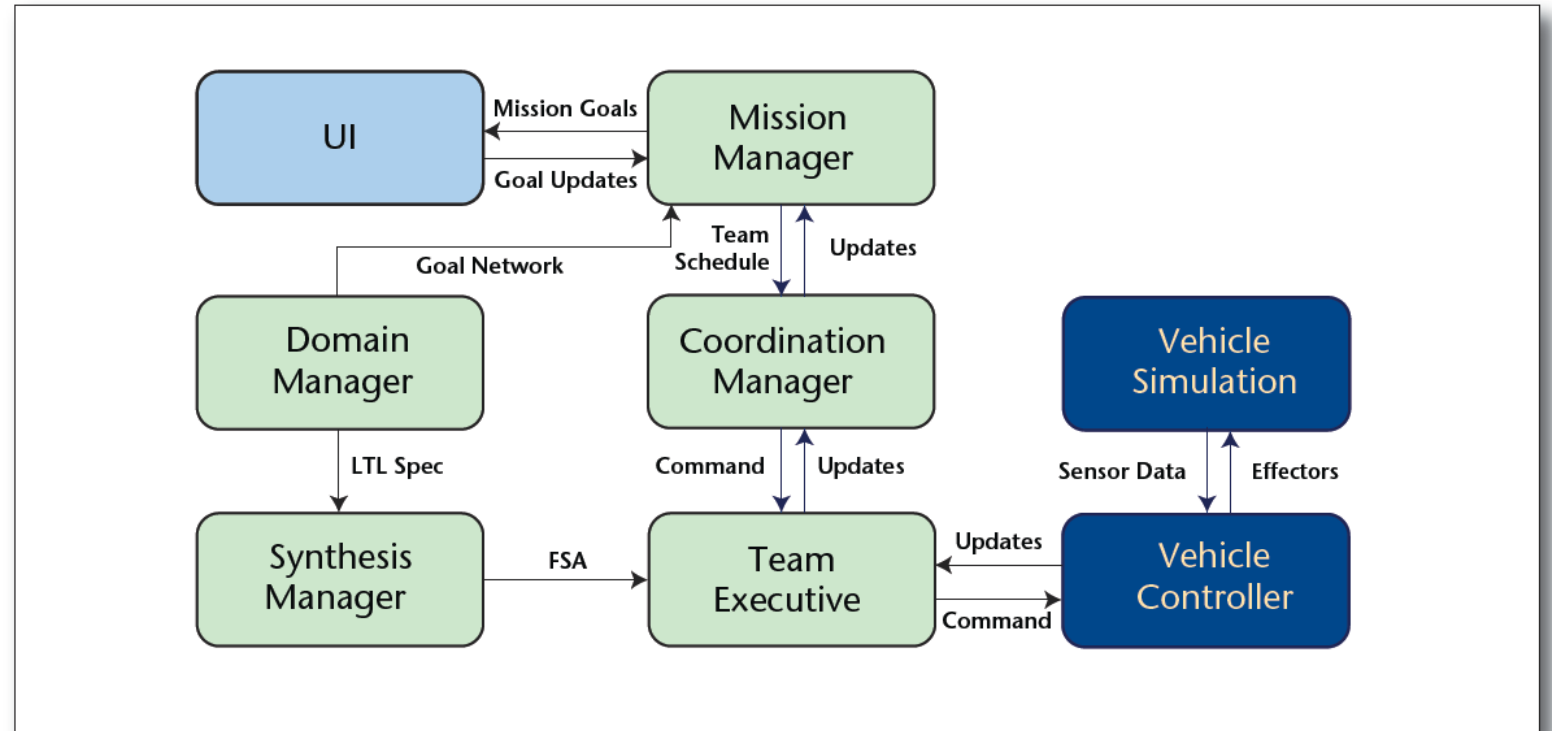 UI
Mission Goals
Goal Updates
Mission
Manager
Goal Network
Team
Schedule
Updates
Domain
Manager
Coordination
Manager
Vehicle
Simulation
LTL Spec
Command
Updates
Sensor Data
Effectors
Synthesis
Manager
FSA
Team
Executive
Updates
Command
Vehicle
Controller